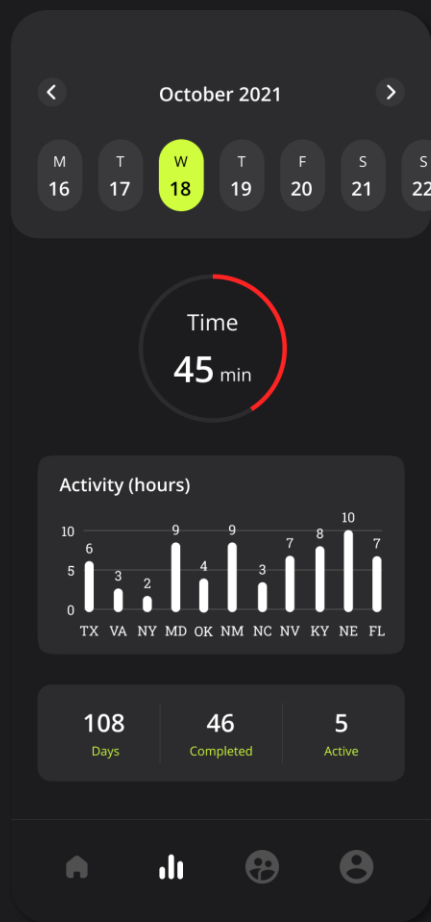 October 2021
M T W T F S S
16 17 18 19 20 21 22
Time
45 min
Activity (hours)
10
5
0
6 3 2 9 4 9 3 7 8 10 7
TX VA NY MD OK NM NC NV KY NE FL
108 46 5
Days Completed Active